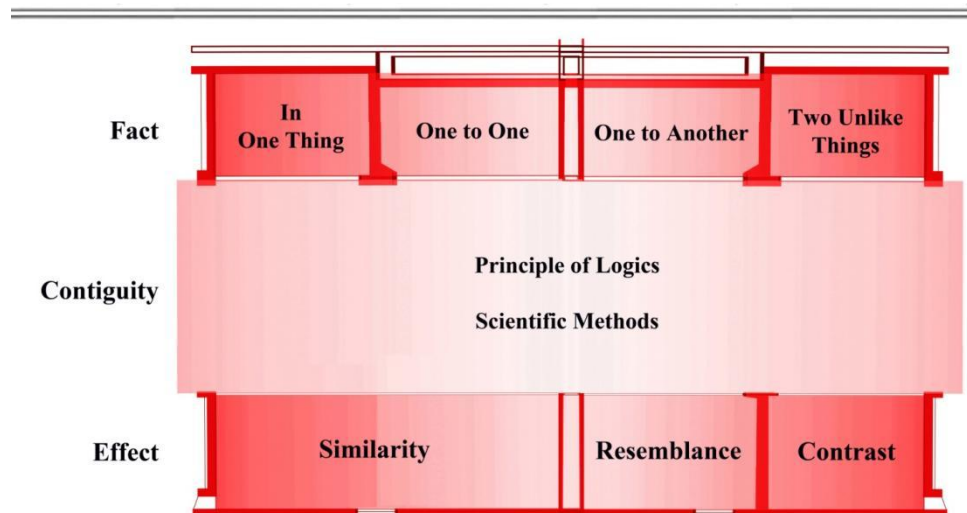 Fact
In
One Thing
One to One
One to Another
Two Unlike
Things
Contiguity
Principle of Logics
Scientific Methods
Effect
Similarity
Resemblance
Contrast